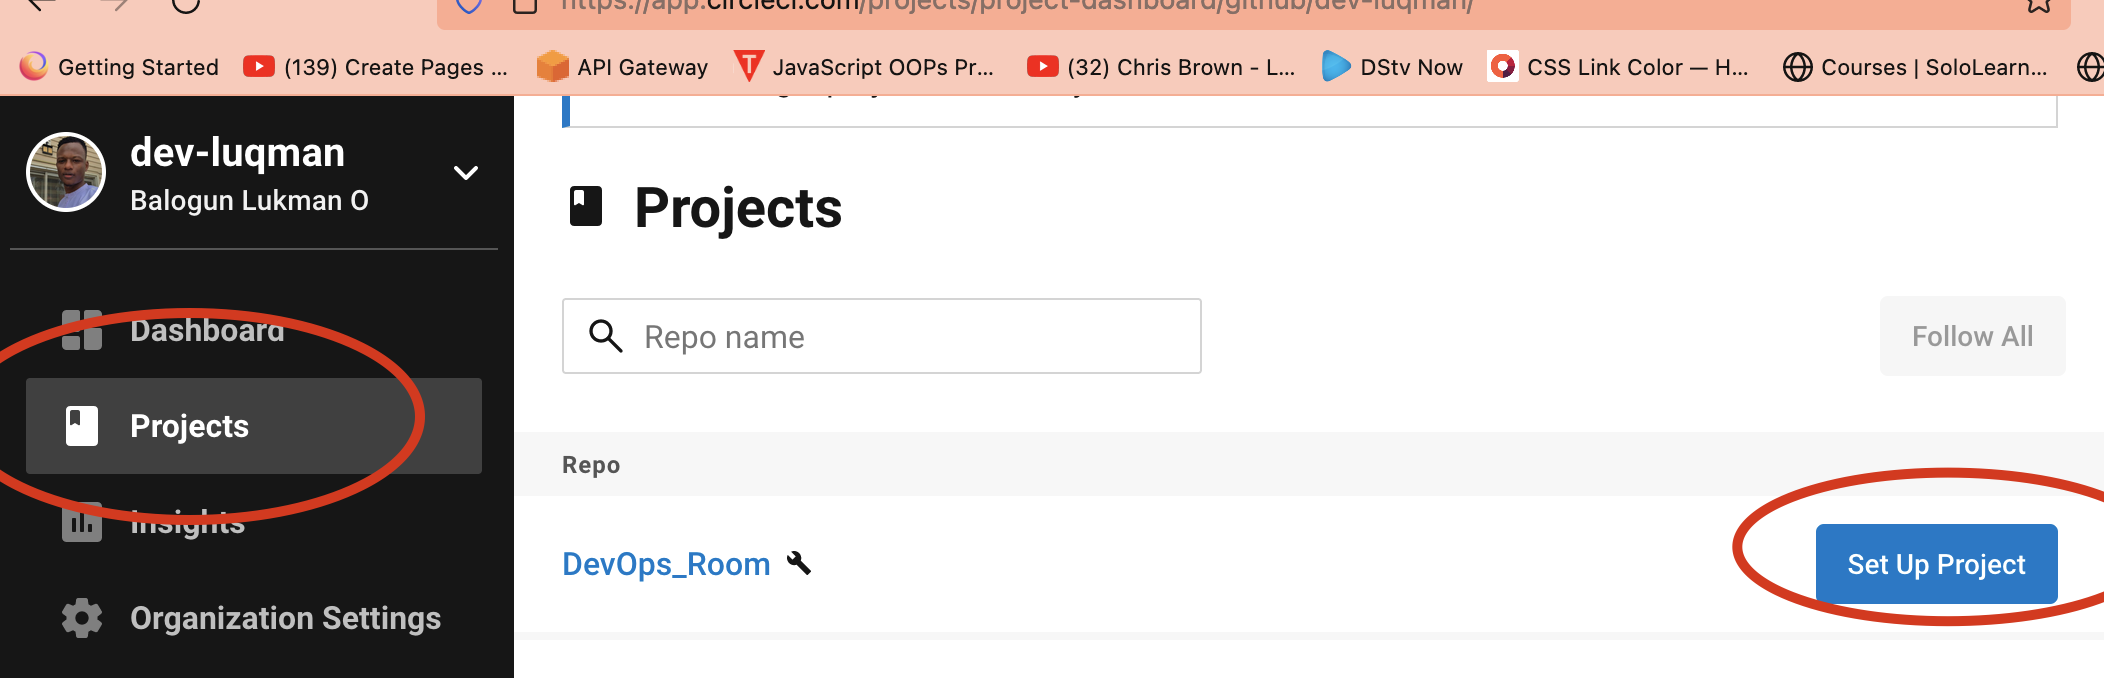 https://app.circleci.com/projects/project-dashboard/github/dev-luqman/
Getting Started (139) Create Pages ... API Gateway JavaScript OOPs Pr... (32) Chris Brown - L... DStv Now CSS Link Color — H... Courses | SoloLearn...
dev-luqman
Balogun Lukman O
Projects
Dashboard
Repo name
Follow All
Projects
Repo
Insights
DevOps_Room
Set Up Project
Organization Settings